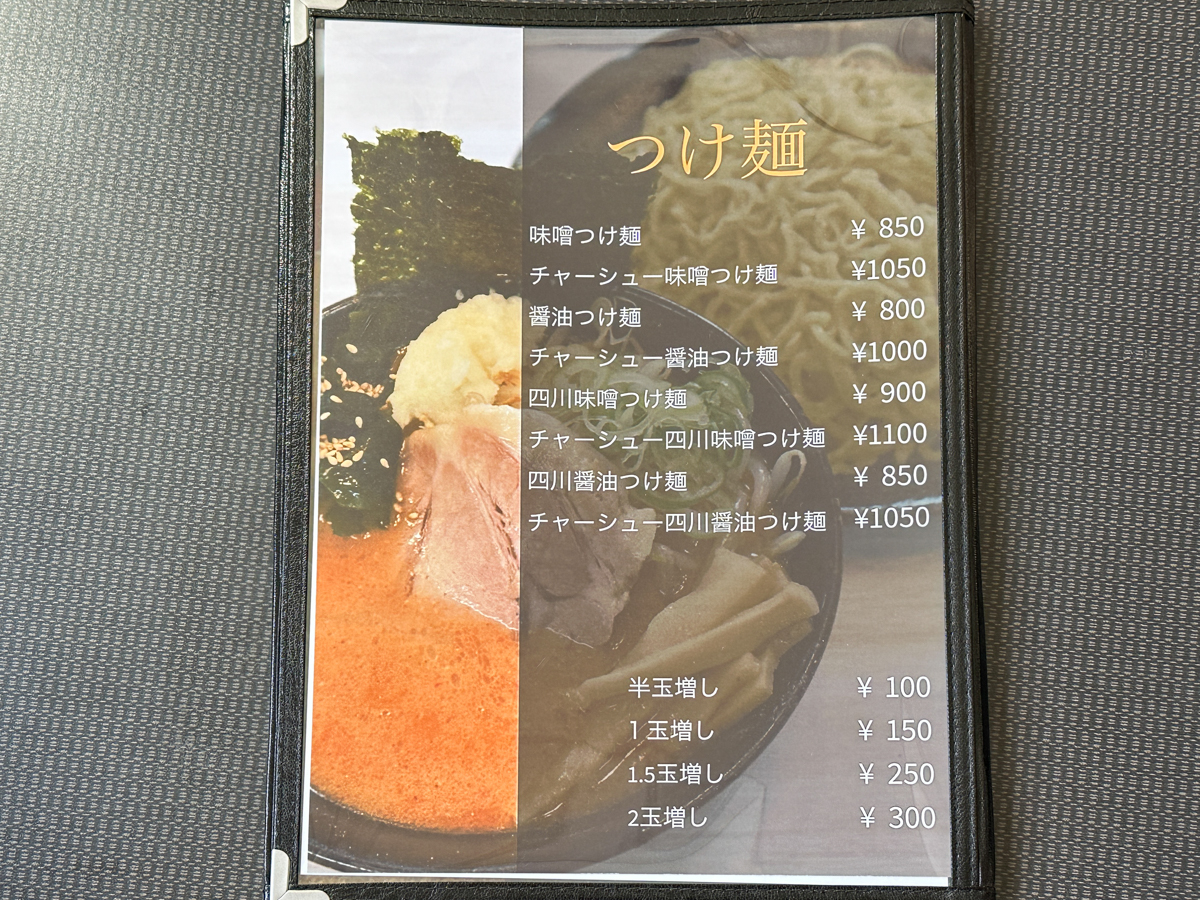 つけ麺
味噌つけ麺 ¥ 850
チャーシュー味噌つけ麺 ¥1050
醤油つけ麺 ¥ 800
チャーシュー醤油つけ麺 ¥1000
四川味噌つけ麺 ¥ 900
チャーシュー四川味噌つけ麺 ¥1100
四川醤油つけ麺 ¥ 850
チャーシュー四川醤油つけ麺 ¥1050
半玉増し ¥ 100
1玉増し ¥ 150
1.5玉増し ¥ 250
2玉増し ¥ 300